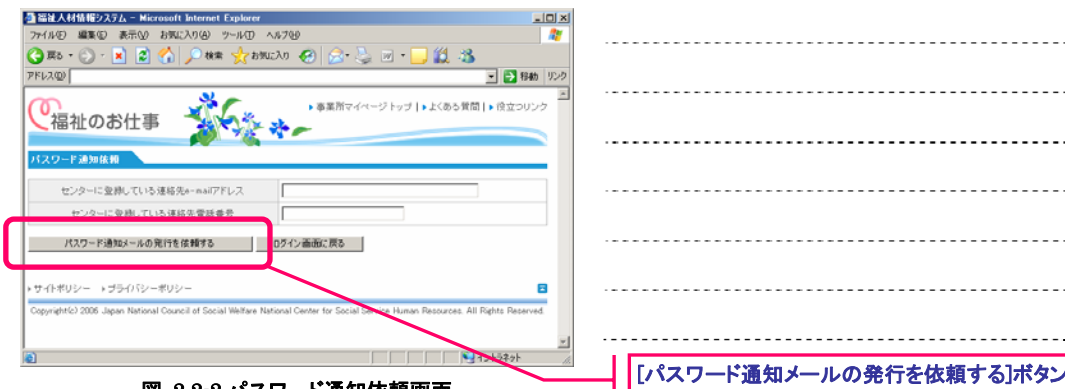 福祉人材情報システム - Microsoft Internet Explorer
ファイル(F) 編集(E) 表示(V) お気に入り(A) ツール(T) ヘルプ(H)
戻る 検索 お気に入り
アドレス(D) 移動 リンク
福祉のお仕事
事業所マイページトップ | よくある質問 | 役立つリンク
パスワード通知依頼
センターに登録している連絡先e-mailアドレス
センターに登録している連絡先電話番号
パスワード通知メールの発行を依頼する ログイン画面に戻る
サイトポリシー プライバシーポリシー
Copyright(c) 2006 Japan National Council of Social Welfare National Center for Social Service Human Resources. All Rights Reserved.
イントラネット
[パスワード通知メールの発行を依頼する]ボタン